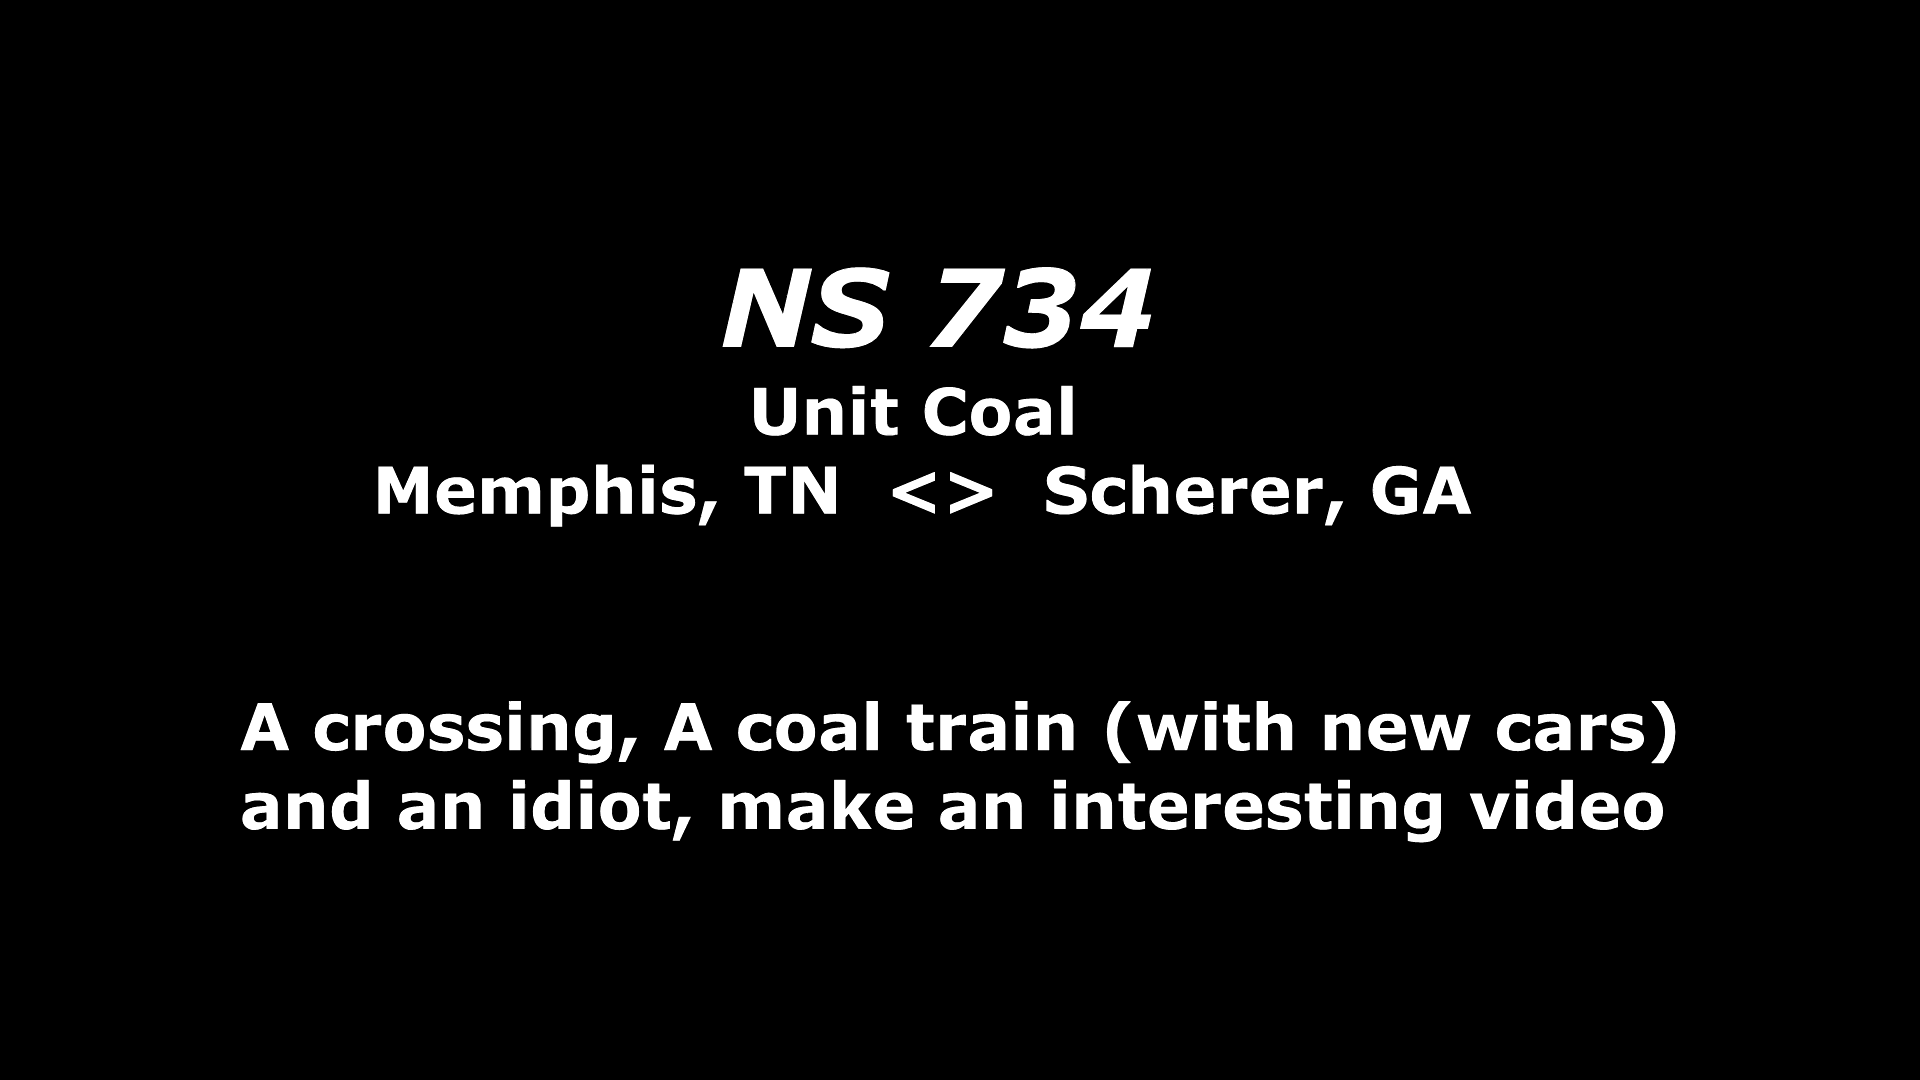 NS 734
Unit Coal
Memphis, TN <> Scherer, GA
A crossing, A coal train (with new cars)
and an idiot, make an interesting video